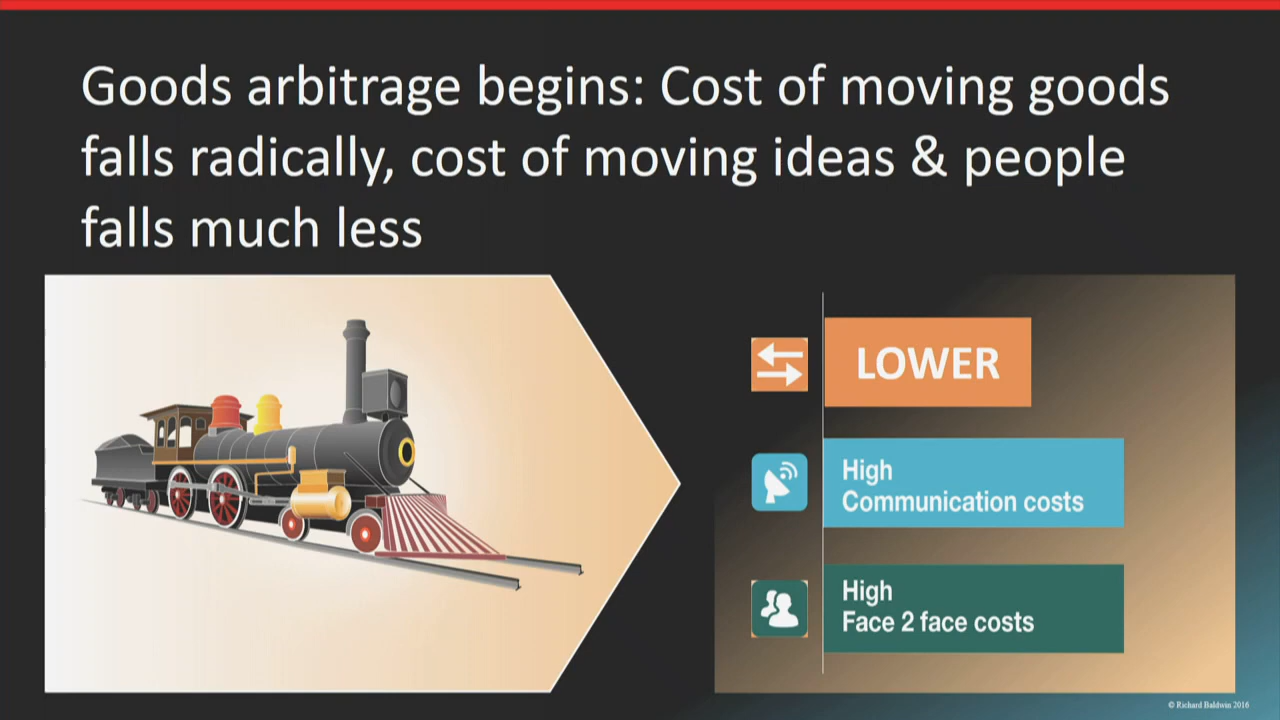 Goods arbitrage begins: Cost of moving goods
falls radically, cost of moving ideas & people
falls much less
LOWER
High
Communication costs
High
Face 2 face costs
© Richard Baldwin 2016